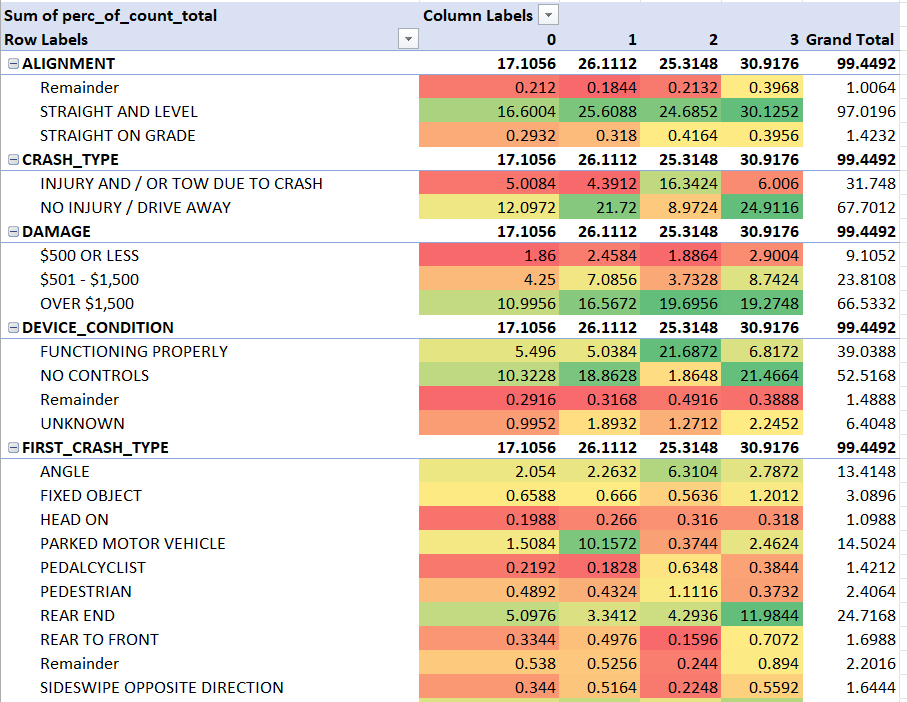 Sum of perc_of_count_total Column Labels
Row Labels 0 1 2 3 Grand Total
ALIGNMENT 17.1056 26.1112 25.3148 30.9176 99.4492
Remainder 0.212 0.1844 0.2132 0.3968 1.0064
STRAIGHT AND LEVEL 16.6004 25.6088 24.6852 30.1252 97.0196
STRAIGHT ON GRADE 0.2932 0.318 0.4164 0.3956 1.4232
CRASH_TYPE 17.1056 26.1112 25.3148 30.9176 99.4492
INJURY AND / OR TOW DUE TO CRASH 5.0084 4.3912 16.3424 6.006 31.748
NO INJURY / DRIVE AWAY 12.0972 21.72 8.9724 24.9116 67.7012
DAMAGE 17.1056 26.1112 25.3148 30.9176 99.4492
$500 OR LESS 1.86 2.4584 1.8864 2.9004 9.1052
$501 - $1,500 4.25 7.0856 3.7328 8.7424 23.8108
OVER $1,500 10.9956 16.5672 19.6956 19.2748 66.5332
DEVICE_CONDITION 17.1056 26.1112 25.3148 30.9176 99.4492
FUNCTIONING PROPERLY 5.496 5.0384 21.6872 6.8172 39.0388
NO CONTROLS 10.3228 18.8628 1.8648 21.4664 52.5168
Remainder 0.2916 0.3168 0.4916 0.3888 1.4888
UNKNOWN 0.9952 1.8932 1.2712 2.2452 6.4048
FIRST_CRASH_TYPE 17.1056 26.1112 25.3148 30.9176 99.4492
ANGLE 2.054 2.2632 6.3104 2.7872 13.4148
FIXED OBJECT 0.6588 0.666 0.5636 1.2012 3.0896
HEAD ON 0.1988 0.266 0.316 0.318 1.0988
PARKED MOTOR VEHICLE 1.5084 10.1572 0.3744 2.4624 14.5024
PEDALCYCLIST 0.2192 0.1828 0.6348 0.3844 1.4212
PEDESTRIAN 0.4892 0.4324 1.1116 0.3732 2.4064
REAR END 5.0976 3.3412 4.2936 11.9844 24.7168
REAR TO FRONT 0.3344 0.4976 0.1596 0.7072 1.6988
Remainder 0.538 0.5256 0.244 0.894 2.2016
SIDESWIPE OPPOSITE DIRECTION 0.344 0.5164 0.2248 0.5592 1.6444